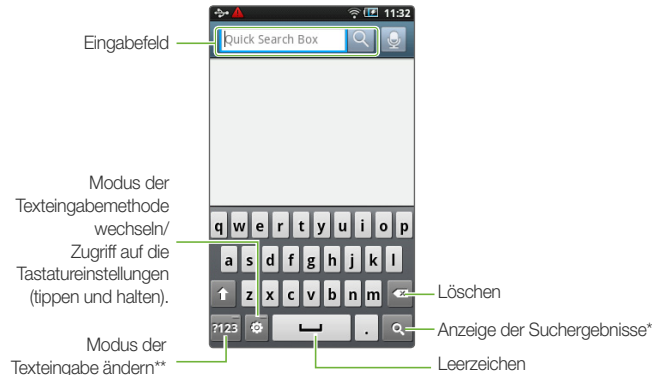 11:32
Eingabefeld
Quick Search Box
Modus der
Texteingabemethode
wechseln/
Zugriff auf die
Tastatureinstellungen
(tippen und halten).
q w e r t y u i o p
a s d f g h j k l
z x c v b n m
Löschen
?123 .
Anzeige der Suchergebnisse*
Modus der
Texteingabe ändern**
Leerzeichen